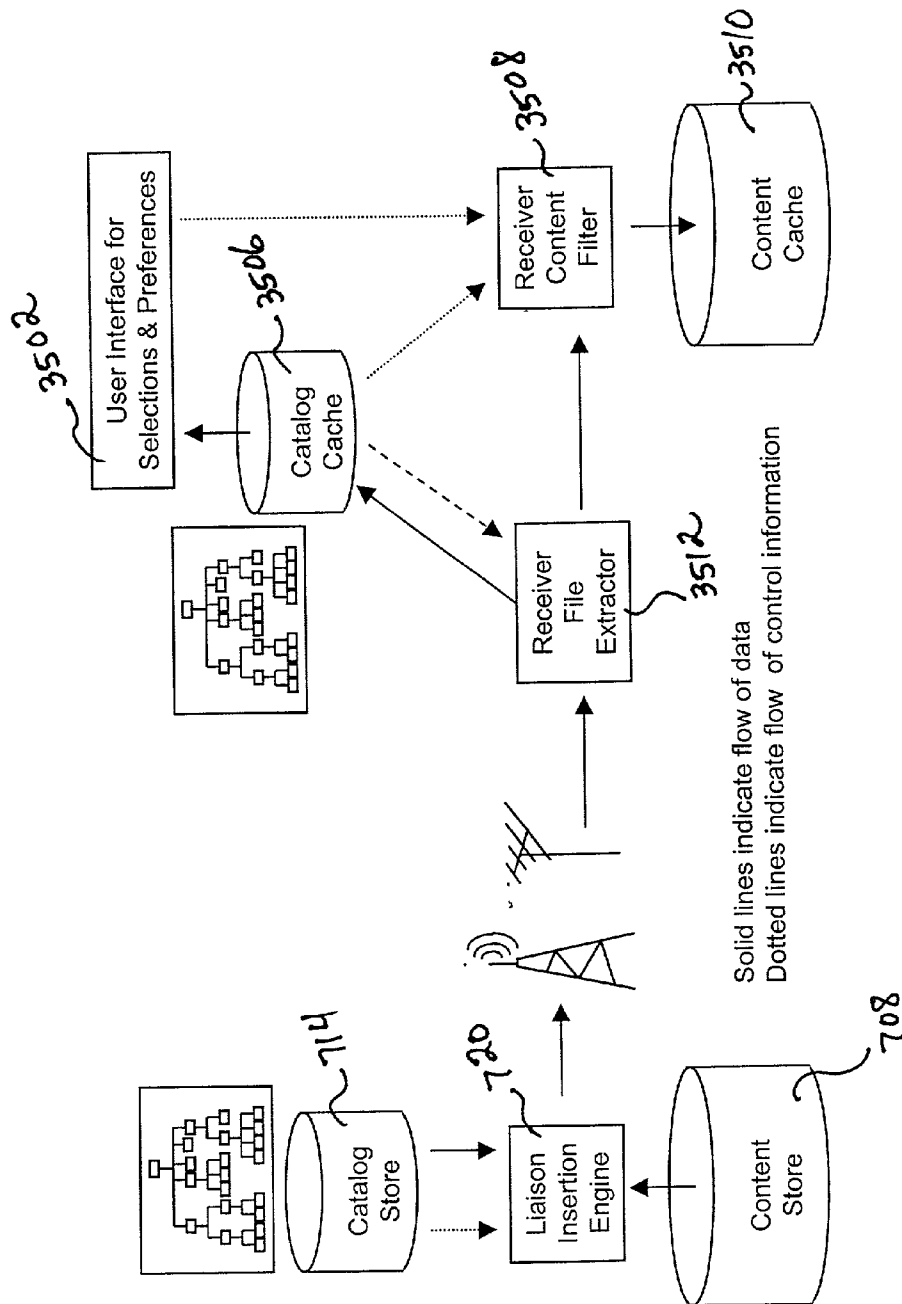 714
Catalog
Store
720
Liaison
Insertion
Engine
Content
Store
708
3502
User Interface for
Selections & Preferences
3506
Catalog
Cache
Receiver
File
Extractor
3512
3508
Receiver
Content
Filter
3510
Content
Cache
Solid lines indicate flow of data
Dotted lines indicate flow of control information